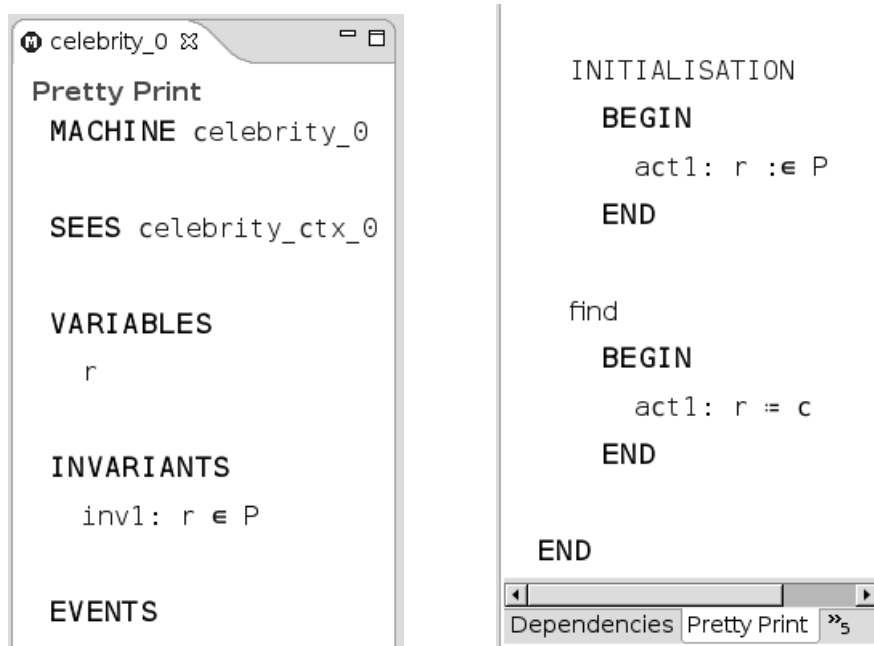 celebrity_0
Pretty Print
MACHINE celebrity_0
SEES celebrity_ctx_0
VARIABLES
r
INVARIANTS
inv1: r ∈ P
EVENTS
INITIALISATION
BEGIN
act1: r :∈ P
END
find
BEGIN
act1: r ≔ c
END
END
Dependencies Pretty Print »5